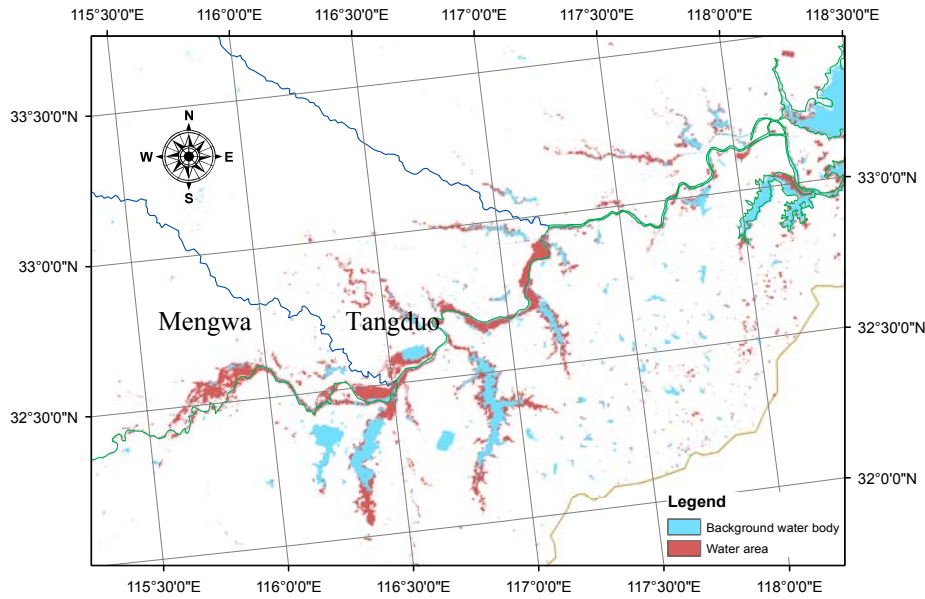 115°30'0"E 116°0'0"E 116°30'0"E 117°0'0"E 117°30'0"E 118°0'0"E 118°30'0"E
33°30'0"N
N
W E
S
33°0'0"N
33°0'0"N
Mengwa Tangduo
32°30'0"N
32°30'0"N
32°0'0"N
Legend
Background water body
Water area
115°30'0"E 116°0'0"E 116°30'0"E 117°0'0"E 117°30'0"E 118°0'0"E